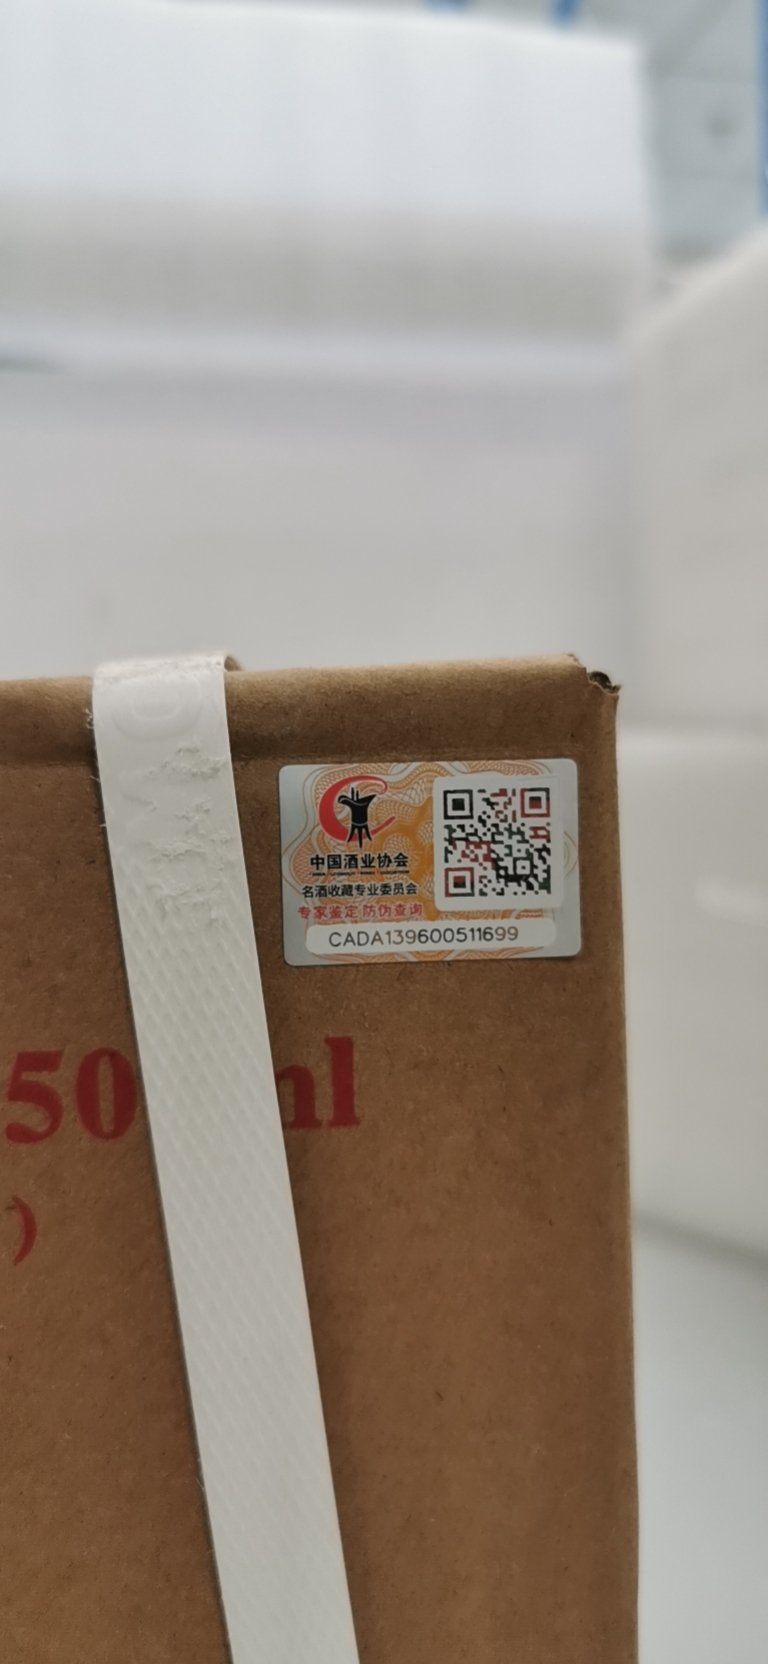 中国酒业协会
名酒收藏专业委员会
专家鉴定 防伪查询
CADA139600511699
50 ml
)